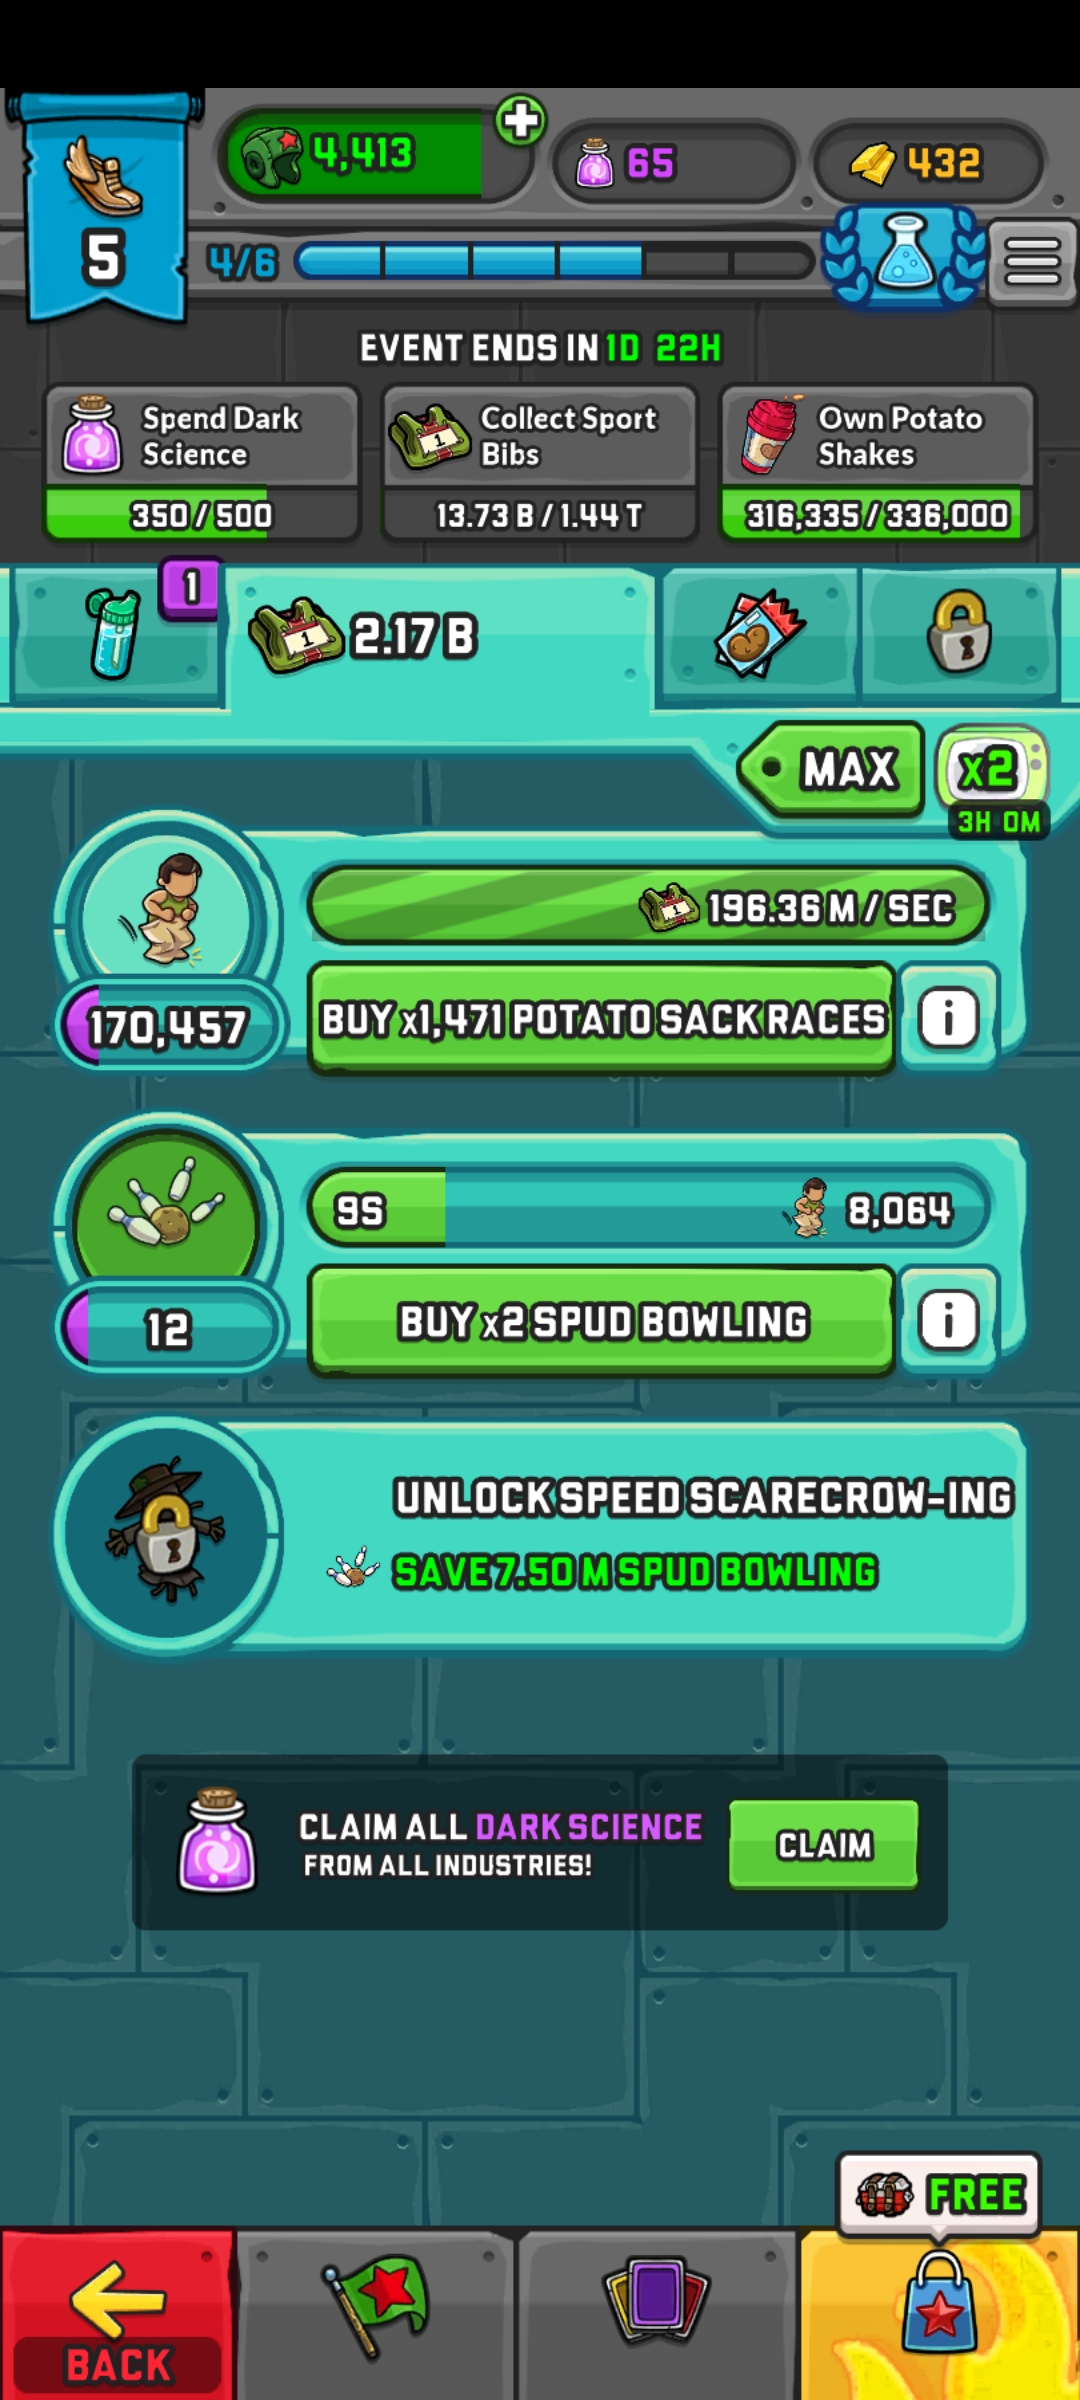 4,413
65
432
5
4/6
EVENT ENDS IN 1D 22H
Spend Dark Science
350/500
Collect Sport Bibs
13.73 B/1.44 T
Own Potato Shakes
316,335/336,000
1
1
2.17 B
MAX
x2
3H 0M
1
196.36 M/SEC
170,457
BUY x1,471 POTATO SACK RACES
i
9S
8,064
12
BUY x2 SPUD BOWLING
i
UNLOCK SPEED SCARECROW-ING
SAVE 7.50 M SPUD BOWLING
CLAIM ALL DARK SCIENCE
FROM ALL INDUSTRIES!
CLAIM
FREE
BACK